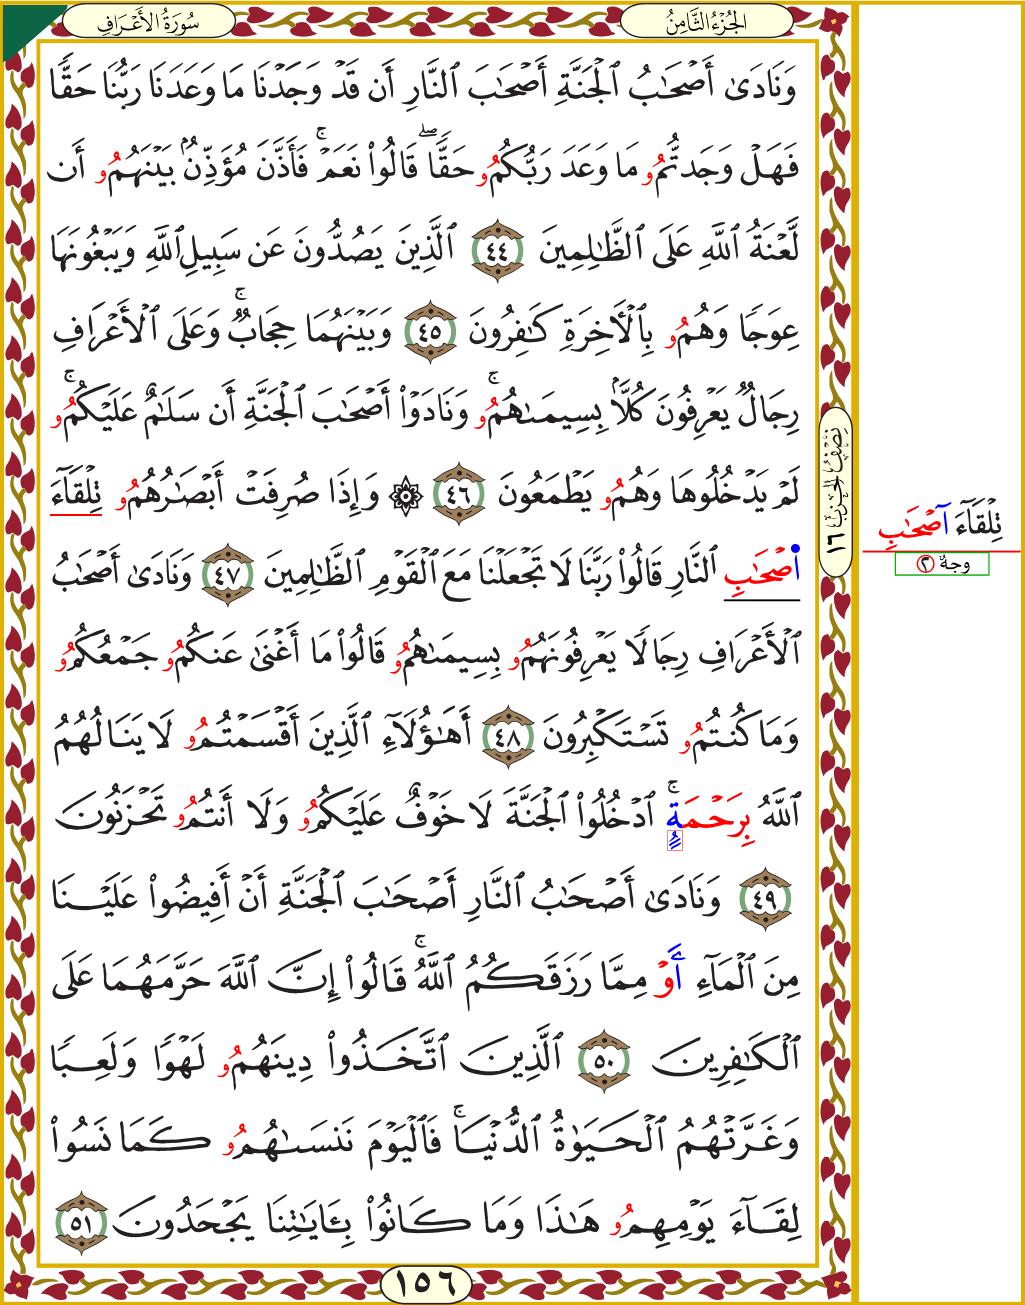 سُورَةُ الأَعْرَافِ
الجُزْءُ الثَّامِنُ
وَنَادَىٰ أَصْحَٰبُ ٱلْجَنَّةِ أَصْحَٰبَ ٱلنَّارِ أَن قَدْ وَجَدْنَا مَا وَعَدَنَا رَبُّنَا حَقًّا
فَهَلْ وَجَدتُّمُو مَا وَعَدَ رَبُّكُمُو حَقًّاۖ قَالُوا۟ نَعَمْۚ فَأَذَّنَ مُؤَذِّنٌۢ بَيْنَهُمُو أَن
لَّعْنَةُ ٱللَّهِ عَلَى ٱلظَّٰلِمِينَ ٤٤ ٱلَّذِينَ يَصُدُّونَ عَن سَبِيلِ ٱللَّهِ وَيَبْغُونَهَا
عِوَجًا وَهُمُو بِٱلْأَخِرَةِ كَٰفِرُونَ ٤٥ وَبَيْنَهُمَا حِجَابٌۚ وَعَلَى ٱلْأَعْرَافِ
رِجَالٌ يَعْرِفُونَ كُلًّۢا بِسِيمَىٰهُمُوۚ وَنَادَوْا۟ أَصْحَٰبَ ٱلْجَنَّةِ أَن سَلَٰمٌ عَلَيْكُمُوۚ
لَمْ يَدْخُلُوهَا وَهُمُو يَطْمَعُونَ ٤٦ ۞ وَإِذَا صُرِفَتْ أَبْصَٰرُهُمُو تِلْقَآءَ
أَصْحَٰبِ ٱلنَّارِ قَالُوا۟ رَبَّنَا لَا تَجْعَلْنَا مَعَ ٱلْقَوْمِ ٱلظَّٰلِمِينَ ٤٧ وَنَادَىٰ أَصْحَٰبُ
ٱلْأَعْرَافِ رِجَالًا يَعْرِفُونَهُمُو بِسِيمَىٰهُمُو قَالُوا۟ مَا أَغْنَىٰ عَنكُمُو جَمْعُكُمُو
وَمَا كُنتُمُو تَسْتَكْبِرُونَ ٤٨ أَهَٰؤُلَآءِ ٱلَّذِينَ أَقْسَمْتُمُو لَا يَنَالُهُمُ
ٱللَّهُ بِرَحْمَةٍۚ ٱدْخُلُوا۟ ٱلْجَنَّةَ لَا خَوْفٌ عَلَيْكُمُو وَلَا أَنتُمُو تَحْزَنُونَ
٤٩ وَنَادَىٰ أَصْحَٰبُ ٱلنَّارِ أَصْحَٰبَ ٱلْجَنَّةِ أَنْ أَفِيضُوا۟ عَلَيْنَا
مِنَ ٱلْمَآءِ أَوْ مِمَّا رَزَقَكُمُ ٱللَّهُۚ قَالُوا۟ إِنَّ ٱللَّهَ حَرَّمَهُمَا عَلَى
ٱلْكَٰفِرِينَ ٥٠ ٱلَّذِينَ ٱتَّخَذُوا۟ دِينَهُمُو لَهْوًا وَلَعِبًا
وَغَرَّتْهُمُ ٱلْحَيَوٰةُ ٱلدُّنْيَاۚ فَٱلْيَوْمَ نَنسَىٰهُمُو كَمَا نَسُوا۟
لِقَآءَ يَوْمِهِمُو هَٰذَا وَمَا كَانُوا۟ بِـَٔايَٰتِنَا يَجْحَدُونَ ٥١
نِصْفُ الحِزْبِ ١٦
تِلْقَآءَ آصْحَٰبِ
وجهٌ ٢
١٥٦